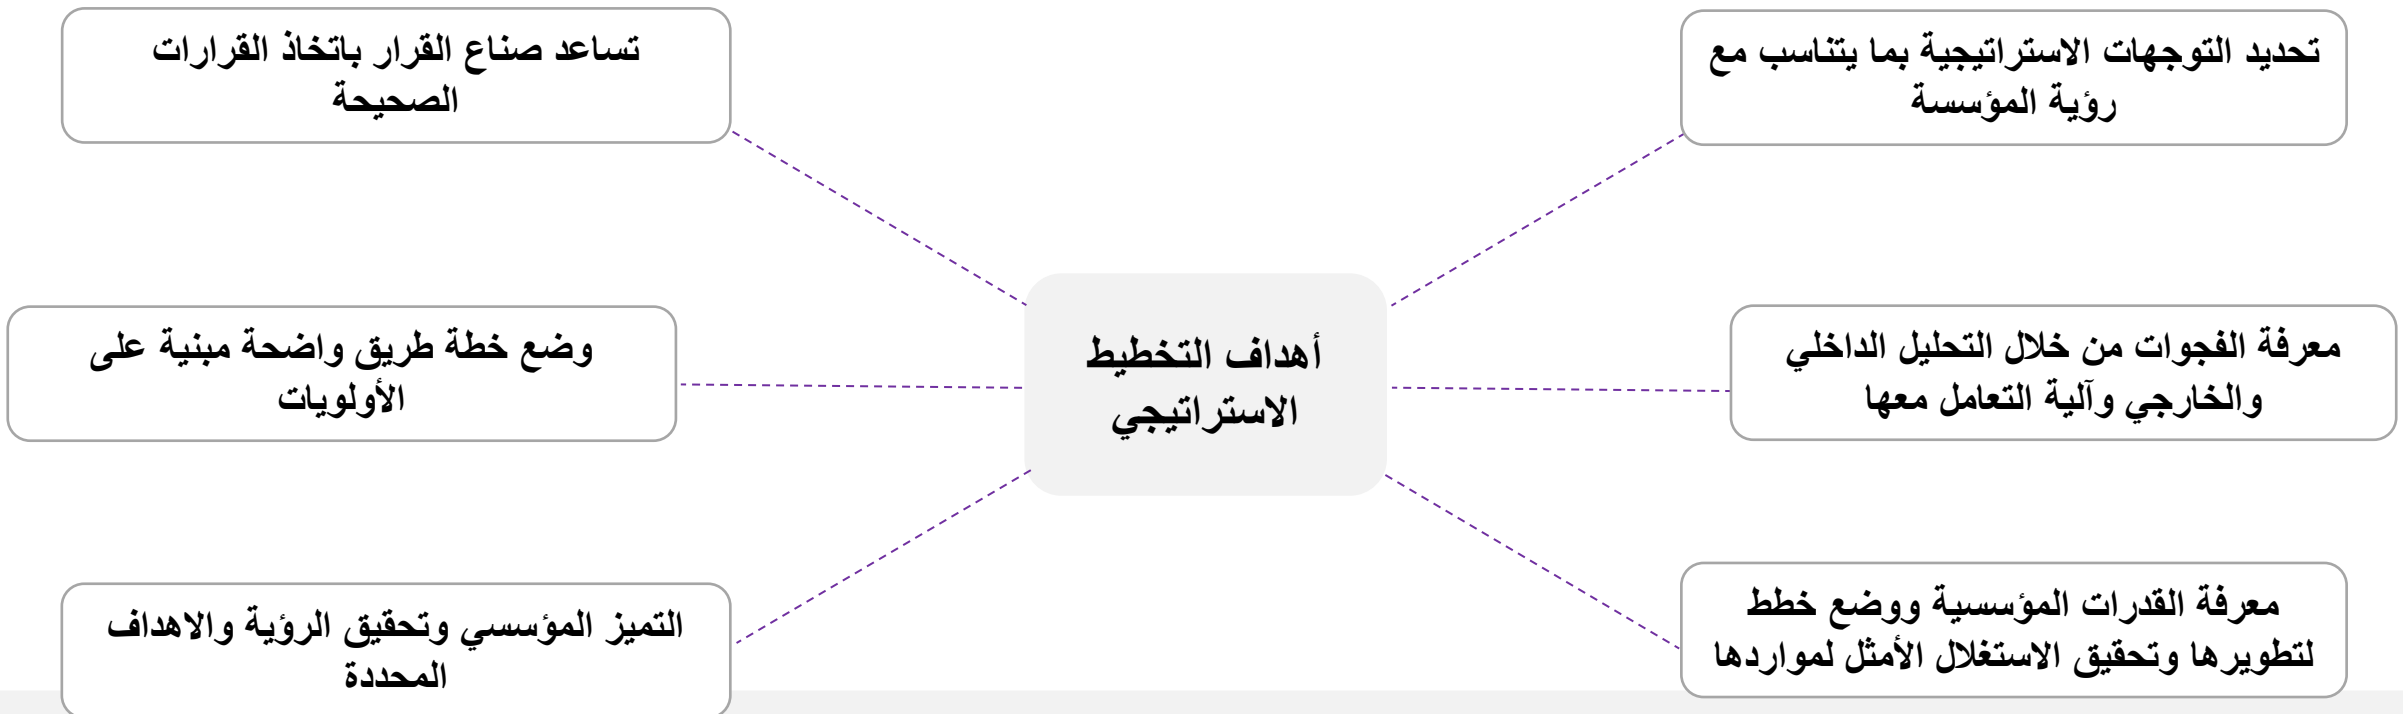 تحديد التوجهات الاستراتيجية بما يتناسب مع
رؤية المؤسسة
معرفة الفجوات من خلال التحليل الداخلي
والخارجي وآلية التعامل معها
معرفة القدرات المؤسسية ووضع خطط
لتطويرها وتحقيق الاستغلال الأمثل لمواردها
أهداف التخطيط
الاستراتيجي
تساعد صناع القرار باتخاذ القرارات
الصحيحة
وضع خطة طريق واضحة مبنية على
الأولويات
التميز المؤسسي وتحقيق الرؤية والاهداف
المحددة